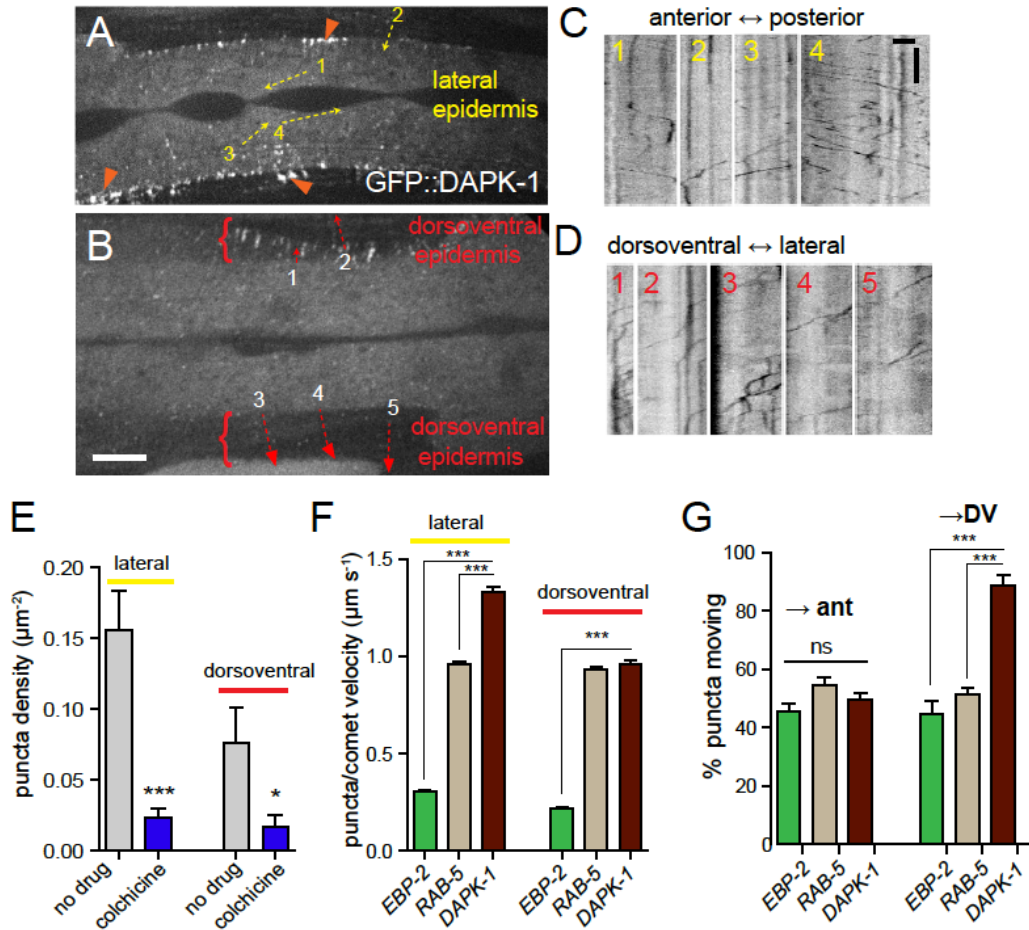 A
2
1
lateral
epidermis
4
3
GFP::DAPK-1
B
dorsoventral
epidermis
1
2
3
4
5
dorsoventral
epidermis
C
anterior ↔ posterior
1 2 3 4
D
dorsoventral ↔ lateral
1 2 3 4 5
E
puncta density (µm⁻²)
0.20
0.15
0.10
0.05
0.00
lateral
dorsoventral
***
*
no drug
colchicine
no drug
colchicine
F
puncta/comet velocity (µm s⁻¹)
1.5
1.0
0.5
0.0
lateral
***
***
dorsoventral
***
EBP-2
RAB-5
DAPK-1
EBP-2
RAB-5
DAPK-1
G
% puncta moving
100
80
60
40
20
0
→ ant
ns
→DV
***
***
EBP-2
RAB-5
DAPK-1
EBP-2
RAB-5
DAPK-1